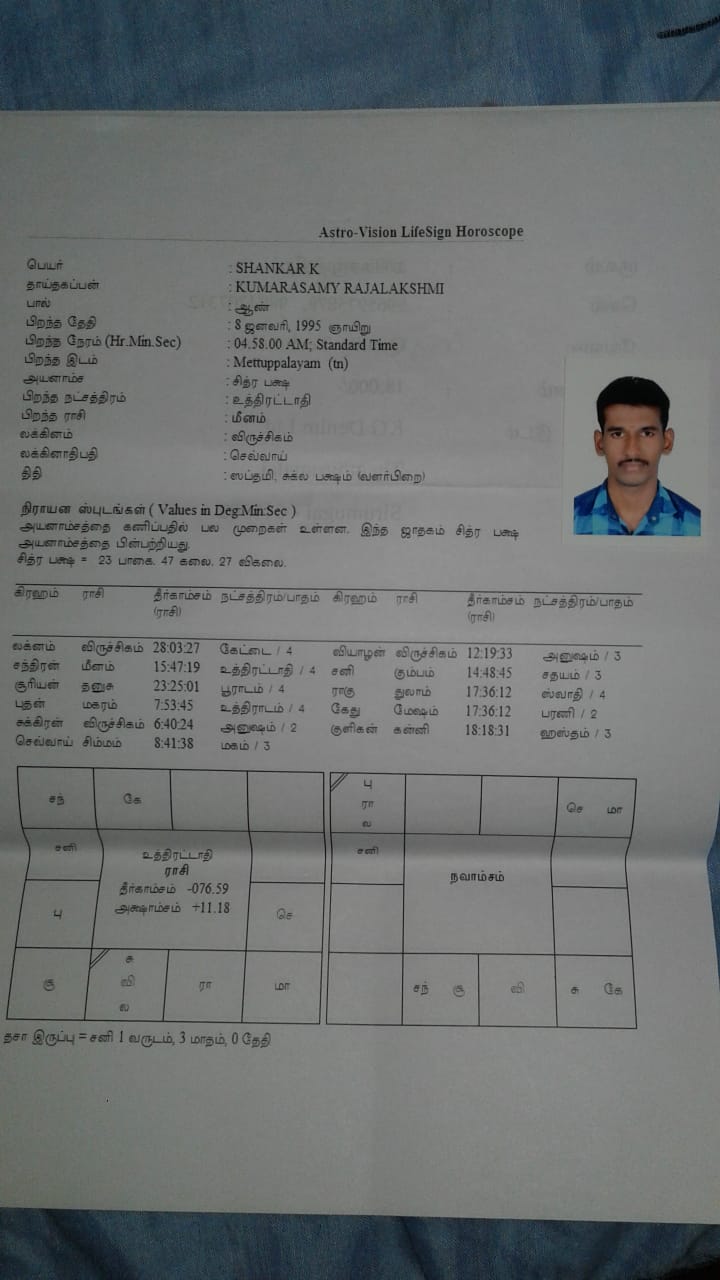 Astro-Vision LifeSign Horoscope
பெயர் : SHANKAR K
தாய்தகப்பன் : KUMARASAMY RAJALAKSHMI
பால் : ஆண்
பிறந்த தேதி : 8 ஜனவரி, 1995 ஞாயிறு
பிறந்த நேரம் (Hr.Min.Sec) : 04.58.00 AM; Standard Time
பிறந்த இடம் : Mettuppalayam (tn)
அயனாம்ச : சித்ர பக்ஷ
பிறந்த நட்சத்திரம் : உத்திரட்டாதி
பிறந்த ராசி : மீனம்
லக்கினம் : விருச்சிகம்
லக்கினாதிபதி : செவ்வாய்
திதி : ஸப்தமி, சுக்ல பக்ஷம் (வளர்பிறை)
நிராயன ஸ்புடங்கள் ( Values in Deg:Min:Sec )
அயனாம்சத்தை கணிப்பதில் பல முறைகள் உள்ளன. இந்த ஜாதகம் சித்ர பக்ஷ
அயனாம்சத்தை பின்பற்றியது.
சித்ர பக்ஷ = 23 பாகை. 47 கலை. 27 விகலை.
கிரஹம் ராசி தீர்காம்சம் நட்சத்திரம்/பாதம் கிரஹம் ராசி தீர்காம்சம் நட்சத்திரம்/பாதம்
(ராசி) (ராசி)
லக்னம் விருச்சிகம் 28:03:27 கேட்டை / 4 வியாழன் விருச்சிகம் 12:19:33 அனுஷம் / 3
சந்திரன் மீனம் 15:47:19 உத்திரட்டாதி / 4 சனி கும்பம் 14:48:45 சதயம் / 3
சூரியன் தனுசு 23:25:01 பூராடம் / 4 ராகு துலாம் 17:36:12 ஸ்வாதி / 4
புதன் மகரம் 7:53:45 உத்திராடம் / 4 கேது மேஷம் 17:36:12 பரணி / 2
சுக்கிரன் விருச்சிகம் 6:40:24 அனுஷம் / 2 குளிகன் கன்னி 18:18:31 ஹஸ்தம் / 3
செவ்வாய் சிம்மம் 8:41:38 மகம் / 3
சந் கே
சனி
உத்திரட்டாதி
ராசி
தீர்காம்சம் -076.59
அக்ஷாம்சம் +11.18
பு செ
சூ
சு
வி
ல
ரா மா
பு
ரா
ல
செ மா
சனி
நவாம்சம்
சந் சூ வி சு கே
தசா இருப்பு = சனி 1 வருடம், 3 மாதம், 0 தேதி